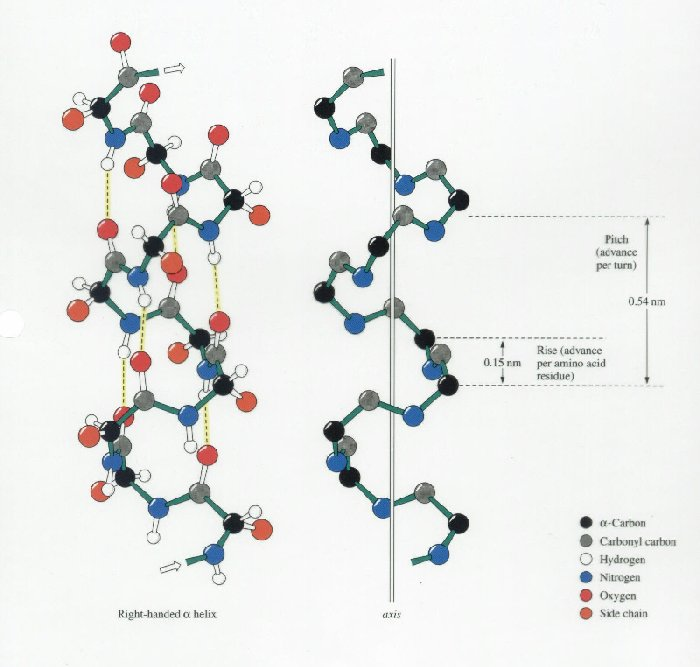 Pitch
(advance
per turn)
0.54 nm
0.15 nm
Rise (advance
per amino acid
residue)
α-Carbon
Carbonyl carbon
Hydrogen
Nitrogen
Oxygen
Side chain
Right-handed α helix
axis